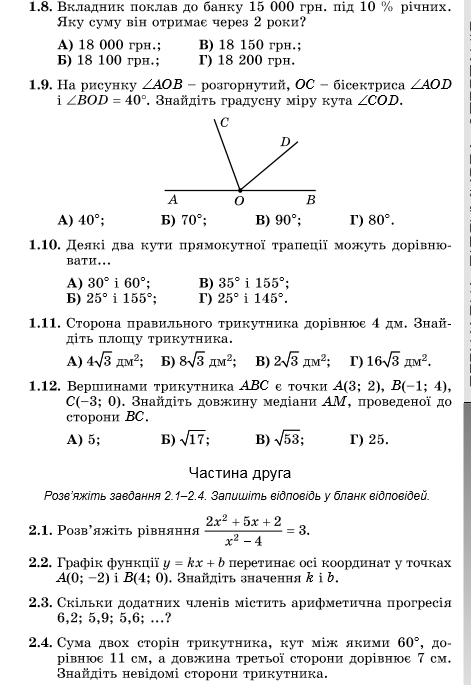 1.8. Вкладник поклав до банку 15 000 грн. під 10 % річних.
Яку суму він отримає через 2 роки?
А) 18 000 грн.; В) 18 150 грн.;
Б) 18 100 грн.; Г) 18 200 грн.
1.9. На рисунку ∠AOB – розгорнутий, OC – бісектриса ∠AOD
і ∠BOD = 40°. Знайдіть градусну міру кута ∠COD.
C
D
A O B
А) 40°; Б) 70°; В) 90°; Г) 80°.
1.10. Деякі два кути прямокутної трапеції можуть дорівню-
вати...
А) 30° і 60°; В) 35° і 155°;
Б) 25° і 155°; Г) 25° і 145°.
1.11. Сторона правильного трикутника дорівнює 4 дм. Знай-
діть площу трикутника.
А) 4√3 дм²; Б) 8√3 дм²; В) 2√3 дм²; Г) 16√3 дм².
1.12. Вершинами трикутника ABC є точки A(3; 2), B(−1; 4),
C(−3; 0). Знайдіть довжину медіани AM, проведеної до
сторони BC.
А) 5; Б) √17; В) √53; Г) 25.
Частина друга
Розв'яжіть завдання 2.1–2.4. Запишіть відповідь у бланк відповідей.
2.1. Розв'яжіть рівняння (2x² + 5x + 2)/(x² − 4) = 3.
2.2. Графік функції y = kx + b перетинає осі координат у точках
A(0; −2) і B(4; 0). Знайдіть значення k і b.
2.3. Скільки додатних членів містить арифметична прогресія
6,2; 5,9; 5,6; ...?
2.4. Сума двох сторін трикутника, кут між якими 60°, до-
рівнює 11 см, а довжина третьої сторони дорівнює 7 см.
Знайдіть невідомі сторони трикутника.